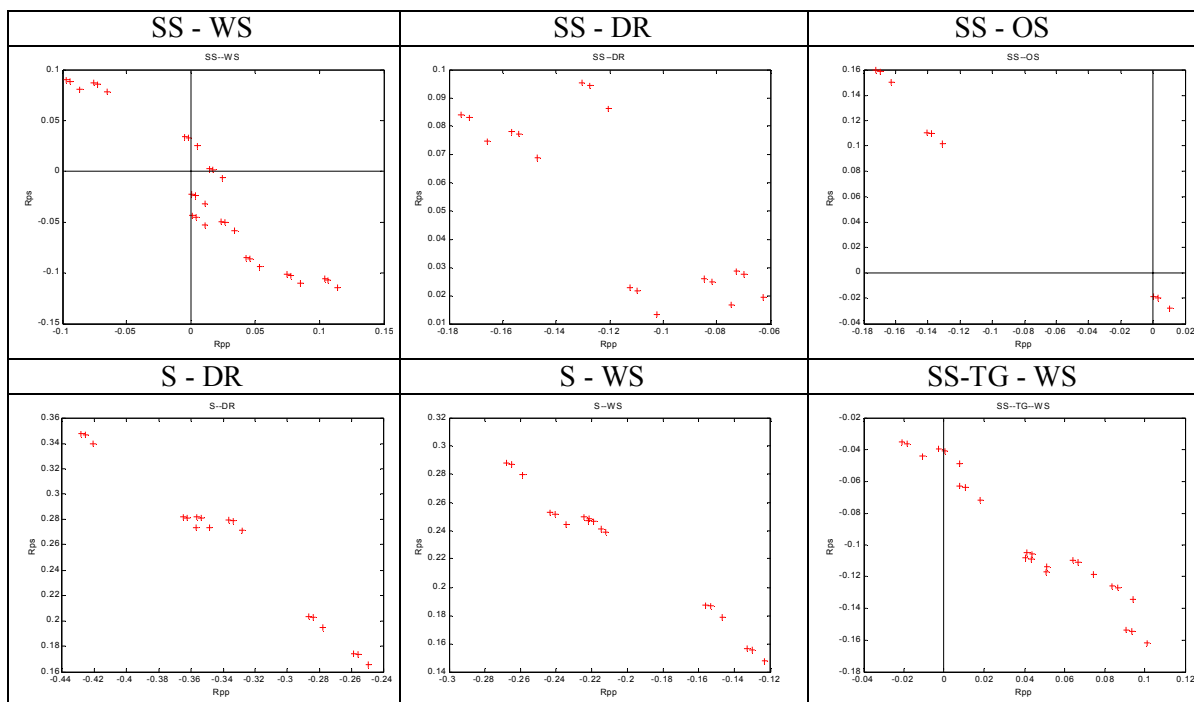 SS - WS
SS - DR
SS - OS
SS--WS
0.1
0.05
0
-0.05
-0.1
-0.15
Rps
-0.1 -0.05 0 0.05 0.1 0.15
Rpp
SS--DR
0.1
0.09
0.08
0.07
0.06
0.05
0.04
0.03
0.02
0.01
Rps
-0.18 -0.16 -0.14 -0.12 -0.1 -0.08 -0.06
Rpp
SS--OS
0.16
0.14
0.12
0.1
0.08
0.06
0.04
0.02
0
-0.02
-0.04
Rps
-0.18 -0.16 -0.14 -0.12 -0.1 -0.08 -0.06 -0.04 -0.02 0 0.02
Rpp
S - DR
S - WS
SS-TG - WS
S--DR
0.36
0.34
0.32
0.3
0.28
0.26
0.24
0.22
0.2
0.18
0.16
Rps
-0.44 -0.42 -0.4 -0.38 -0.36 -0.34 -0.32 -0.3 -0.28 -0.26 -0.24
Rpp
S--WS
0.32
0.3
0.28
0.26
0.24
0.22
0.2
0.18
0.16
0.14
Rps
-0.3 -0.28 -0.26 -0.24 -0.22 -0.2 -0.18 -0.16 -0.14 -0.12
Rpp
SS--TG--WS
-0.02
-0.04
-0.06
-0.08
-0.1
-0.12
-0.14
-0.16
-0.18
Rps
-0.04 -0.02 0 0.02 0.04 0.06 0.08 0.1 0.12
Rpp